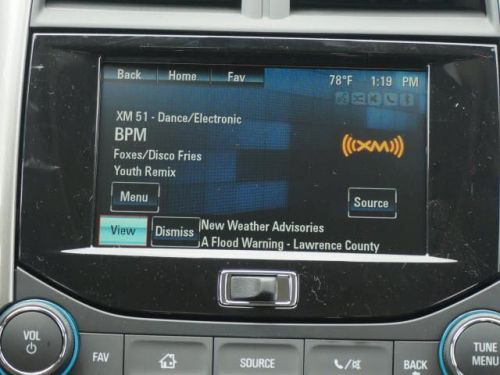 Back Home Fav 78°F 1:19 PM
XM 51 - Dance/Electronic
BPM
Foxes/Disco Fries
Youth Remix
((XM))
Menu Source
View Dismiss New Weather Advisories
A Flood Warning - Lawrence County
VOL FAV SOURCE BACK TUNE
MENU